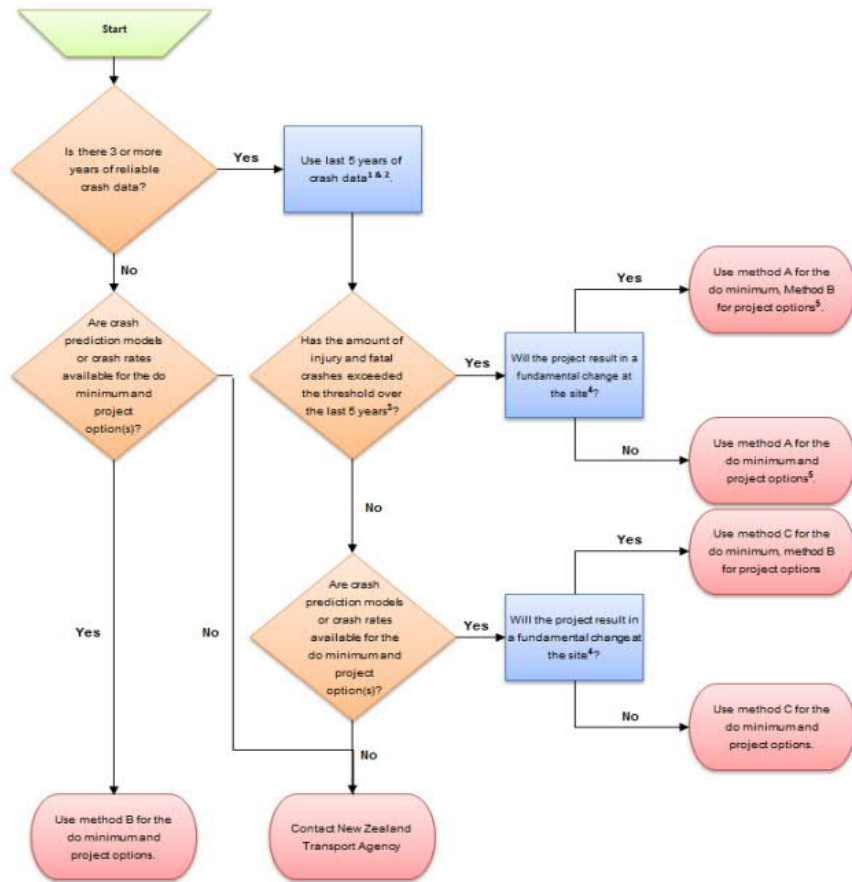 Start
Is there 3 or more
years of reliable
crash data?
Yes
Use last 5 years of
crash data1 & 2.
No
Are crash
prediction models
or crash rates
available for the do
minimum and
project
option(s)?
Has the amount of
injury and fatal
crashes exceeded
the threshold over
the last 5 years3?
Yes
Will the project result in a
fundamental change at
the site4?
Yes
Use method A for the
do minimum, Method B
for project options5.
No
Use method A for the
do minimum and
project options5.
No
Are crash
prediction models
or crash rates
available for the
do minimum and
project
option(s)?
Yes
Will the project result in
a fundamental change at
the site4?
Yes
Use method C for the
do minimum, method B
for project options
No
Use method C for the
do minimum and
project options.
Yes
No
No
Use method B for the
do minimum and
project options.
Contact New Zealand
Transport Agency